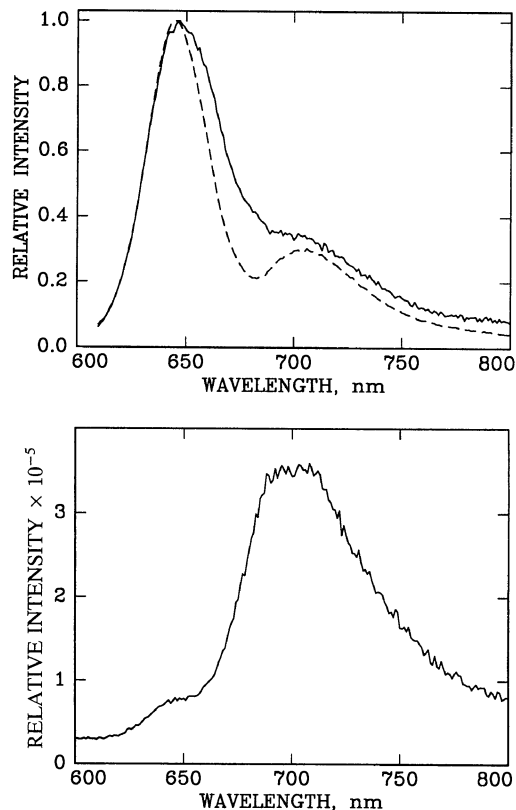 1.0
0.8
0.6
0.4
0.2
0.0
RELATIVE INTENSITY
600 650 700 750 800
WAVELENGTH, nm
3
2
1
0
RELATIVE INTENSITY × 10⁻⁵
600 650 700 750 800
WAVELENGTH, nm